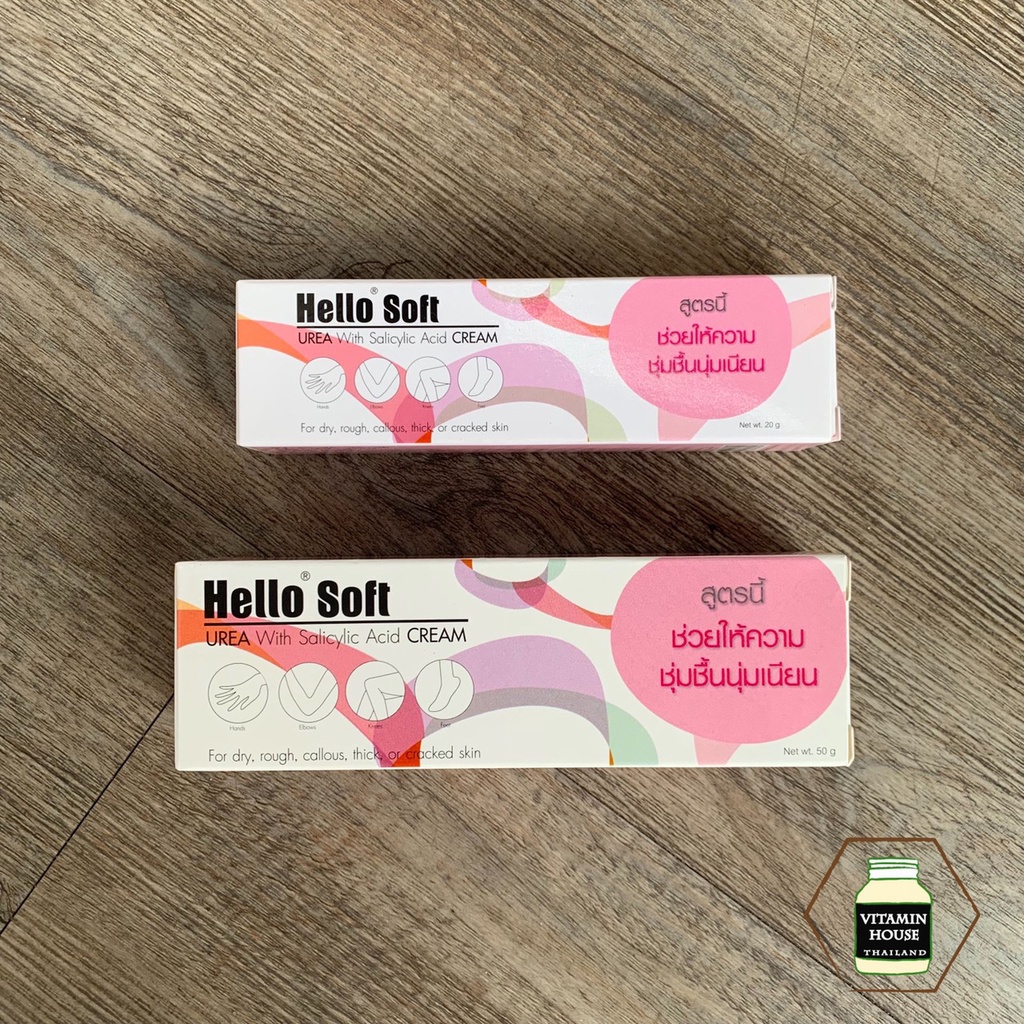 Hello® Soft
UREA With Salicylic Acid CREAM
Hands Elbows Knees Feet
For dry, rough, callous, thick, or cracked skin
สูตรนี้
ช่วยให้ความ
ชุ่มชื้นนุ่มเนียน
Net wt. 20 g
Hello® Soft
UREA With Salicylic Acid CREAM
Hands Elbows Knees Feet
For dry, rough, callous, thick, or cracked skin
สูตรนี้
ช่วยให้ความ
ชุ่มชื้นนุ่มเนียน
Net wt. 50 g
VITAMIN
HOUSE
THAILAND